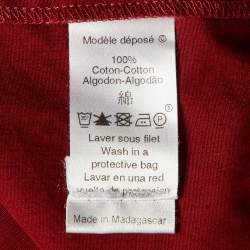 Modèle déposé ©
100%
Coton-Cotton
Algodon-Algodão
綿
Laver sous filet
Wash in a
protective bag
Lavar en una red
Made in Madagascar